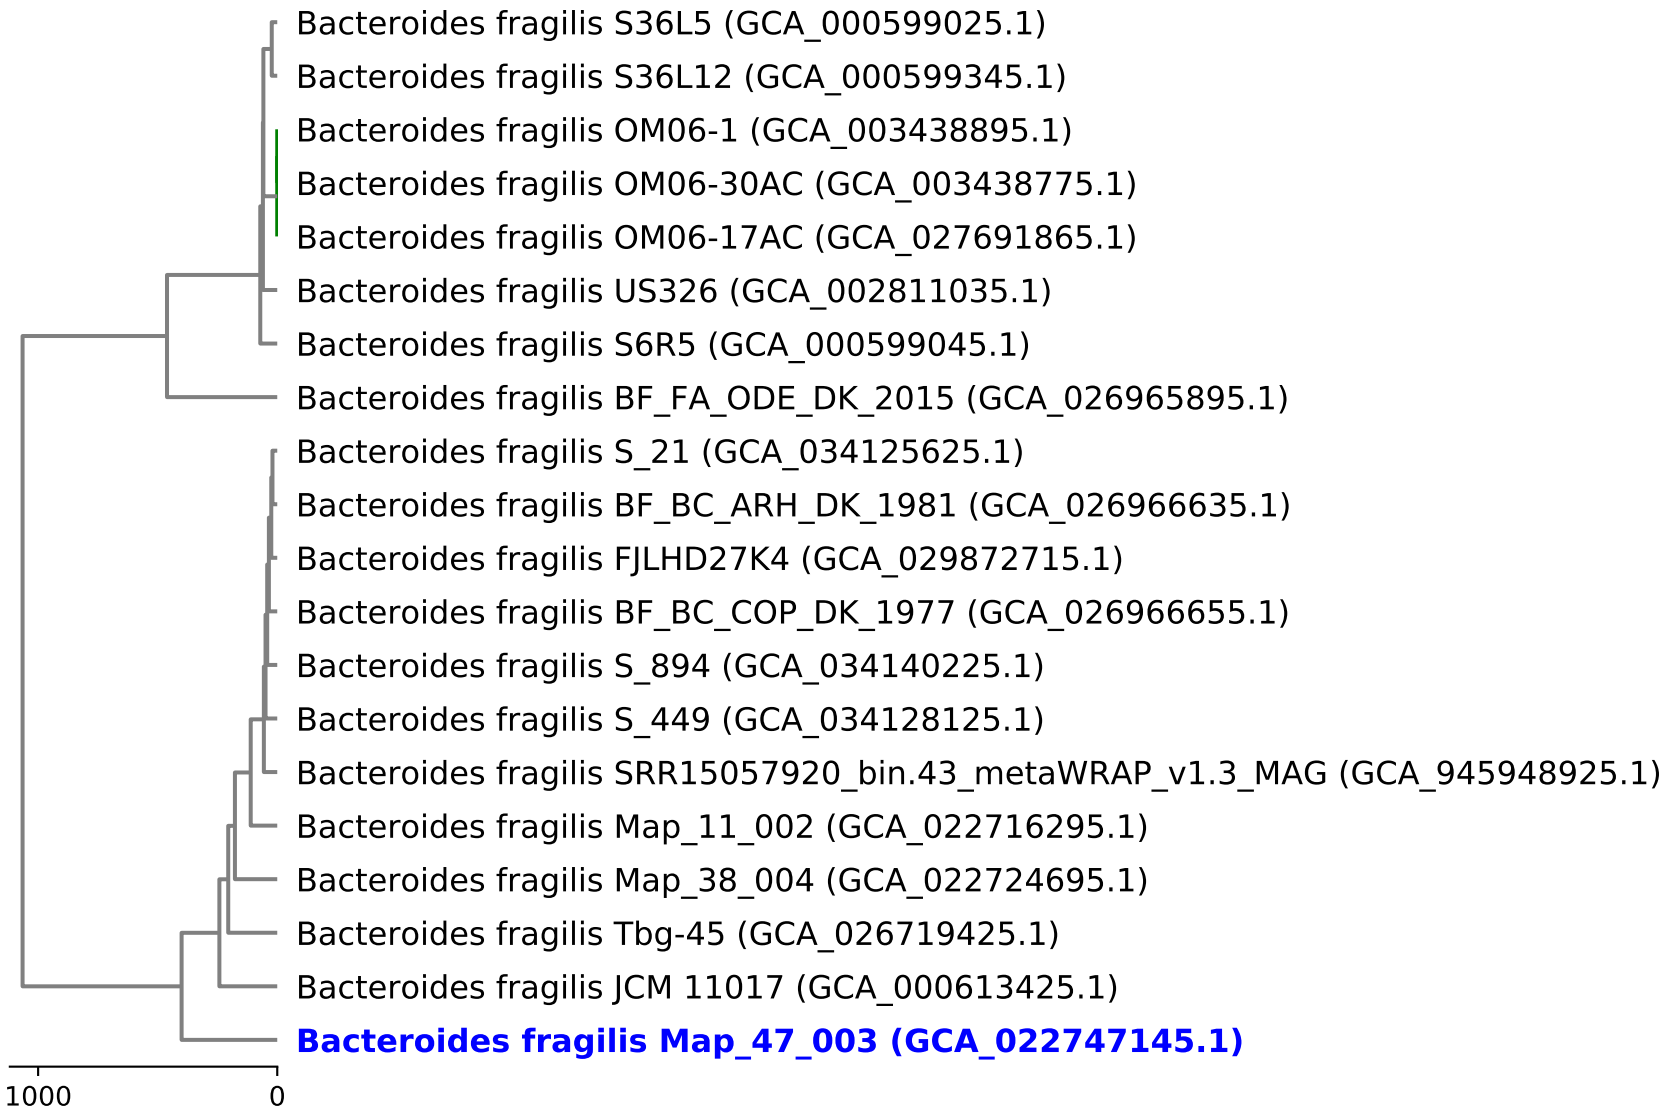 Bacteroides fragilis S36L5 (GCA_000599025.1)
Bacteroides fragilis S36L12 (GCA_000599345.1)
Bacteroides fragilis OM06-1 (GCA_003438895.1)
Bacteroides fragilis OM06-30AC (GCA_003438775.1)
Bacteroides fragilis OM06-17AC (GCA_027691865.1)
Bacteroides fragilis US326 (GCA_002811035.1)
Bacteroides fragilis S6R5 (GCA_000599045.1)
Bacteroides fragilis BF_FA_ODE_DK_2015 (GCA_026965895.1)
Bacteroides fragilis S_21 (GCA_034125625.1)
Bacteroides fragilis BF_BC_ARH_DK_1981 (GCA_026966635.1)
Bacteroides fragilis FJLHD27K4 (GCA_029872715.1)
Bacteroides fragilis BF_BC_COP_DK_1977 (GCA_026966655.1)
Bacteroides fragilis S_894 (GCA_034140225.1)
Bacteroides fragilis S_449 (GCA_034128125.1)
Bacteroides fragilis SRR15057920_bin.43_metaWRAP_v1.3_MAG (GCA_945948925.1)
Bacteroides fragilis Map_11_002 (GCA_022716295.1)
Bacteroides fragilis Map_38_004 (GCA_022724695.1)
Bacteroides fragilis Tbg-45 (GCA_026719425.1)
Bacteroides fragilis JCM 11017 (GCA_000613425.1)
Bacteroides fragilis Map_47_003 (GCA_022747145.1)
1000 0